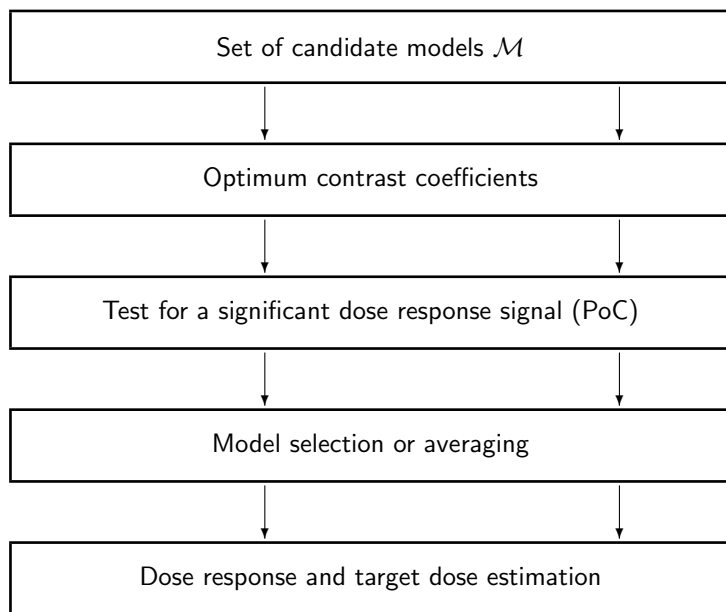 Set of candidate models ℳ
Optimum contrast coefficients
Test for a significant dose response signal (PoC)
Model selection or averaging
Dose response and target dose estimation